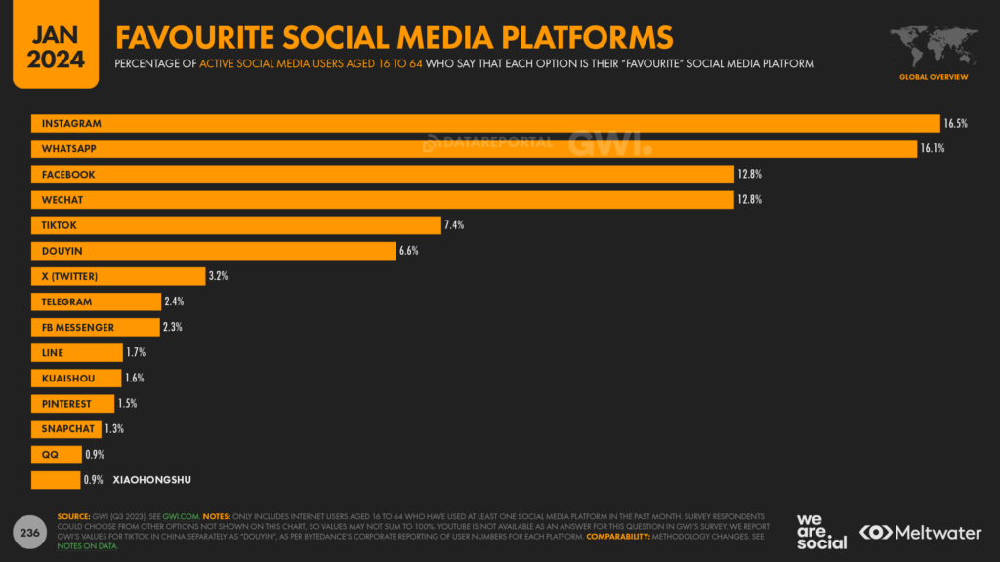 JAN
2024
FAVOURITE SOCIAL MEDIA PLATFORMS
PERCENTAGE OF ACTIVE SOCIAL MEDIA USERS AGED 16 TO 64 WHO SAY THAT EACH OPTION IS THEIR “FAVOURITE” SOCIAL MEDIA PLATFORM
GLOBAL OVERVIEW
INSTAGRAM 16.5%
DATAREPORTAL GWI.
WHATSAPP 16.1%
FACEBOOK 12.8%
WECHAT 12.8%
TIKTOK 7.4%
DOUYIN 6.6%
X (TWITTER) 3.2%
TELEGRAM 2.4%
FB MESSENGER 2.3%
LINE 1.7%
KUAISHOU 1.6%
PINTEREST 1.5%
SNAPCHAT 1.3%
QQ 0.9%
0.9% XIAOHONGSHU
236
SOURCE: GWI (Q3 2023). SEE GWI.COM. NOTES: ONLY INCLUDES INTERNET USERS AGED 16 TO 64 WHO HAVE USED AT LEAST ONE SOCIAL MEDIA PLATFORM IN THE PAST MONTH. SURVEY RESPONDENTS
COULD CHOOSE FROM OTHER OPTIONS NOT SHOWN ON THIS CHART, SO VALUES MAY NOT SUM TO 100%. YOUTUBE IS NOT AVAILABLE AS AN ANSWER FOR THIS QUESTION IN GWI'S SURVEY. WE REPORT
GWI'S VALUES FOR TIKTOK IN CHINA SEPARATELY AS “DOUYIN”, AS PER BYTEDANCE'S CORPORATE REPORTING OF USER NUMBERS FOR EACH PLATFORM. COMPARABILITY: METHODOLOGY CHANGES. SEE
NOTES ON DATA.
we
are
social
Meltwater